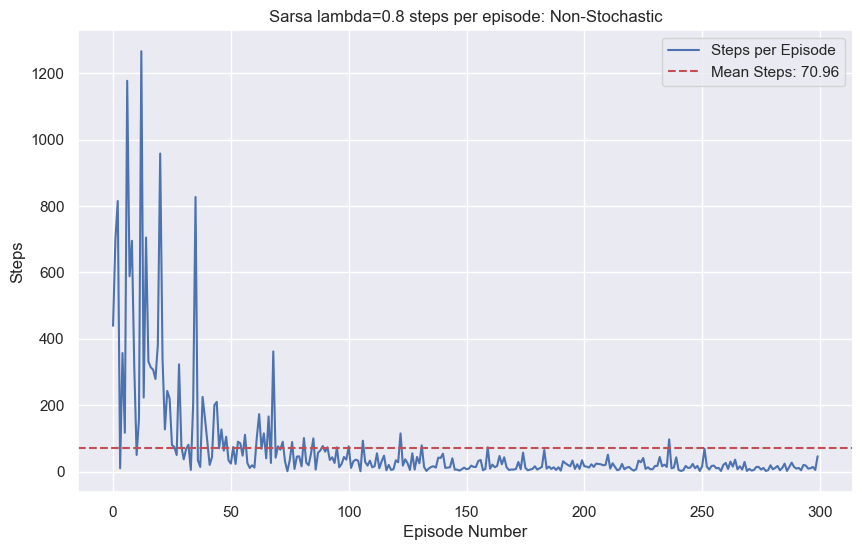 Sarsa lambda=0.8 steps per episode: Non-Stochastic
Steps per Episode
Mean Steps: 70.96
Steps
1200
1000
800
600
400
200
0
0 50 100 150 200 250 300
Episode Number